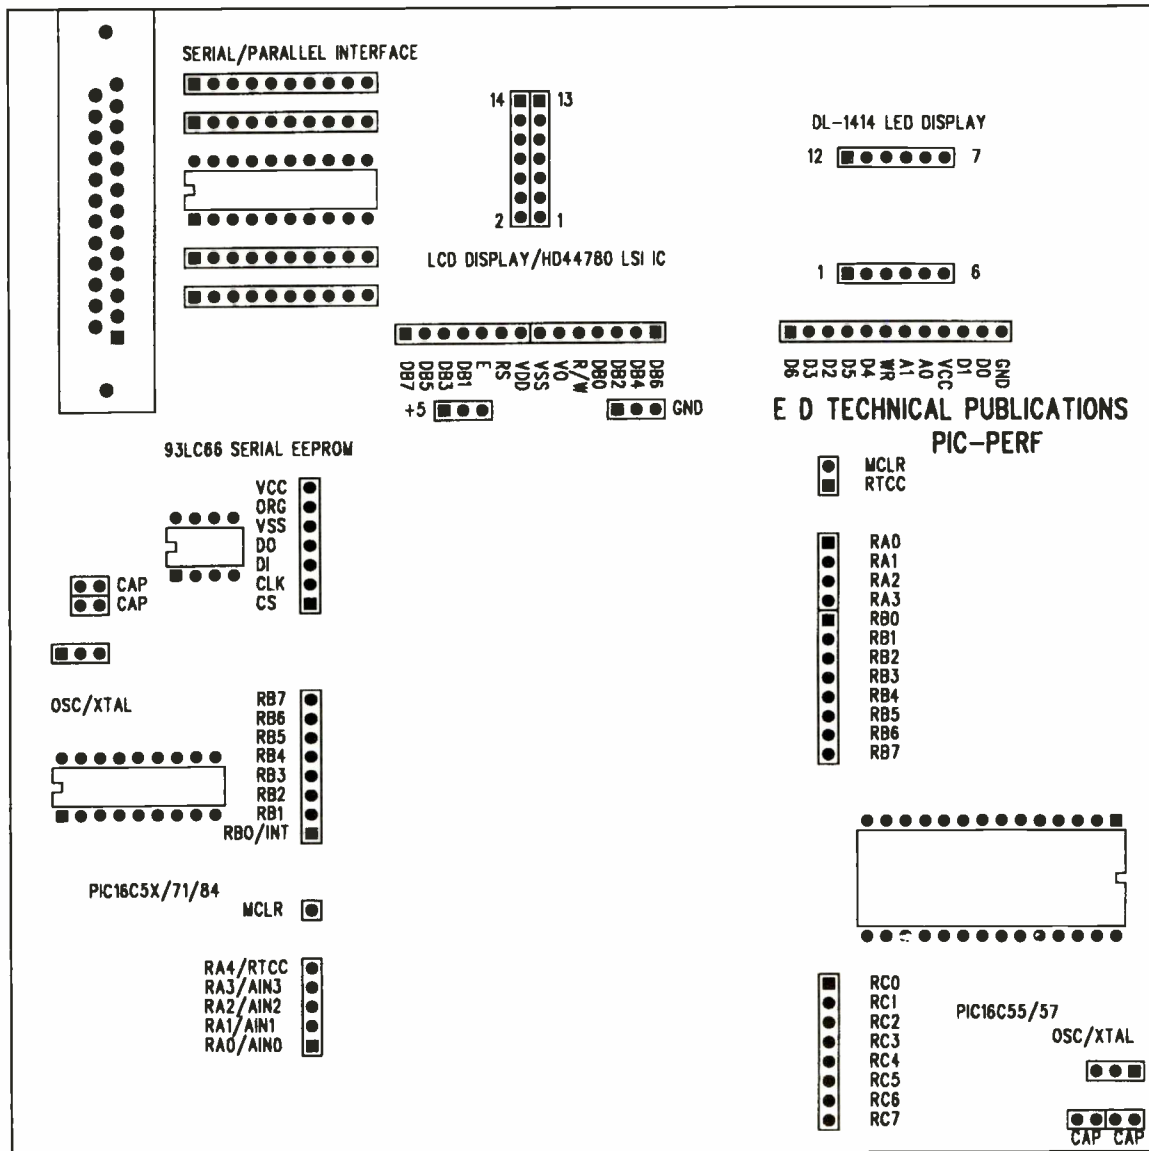 SERIAL/PARALLEL INTERFACE
14 13
2 1
LCD DISPLAY/HD44780 LSI IC
DL-1414 LED DISPLAY
12 7
1 6
DB7 DB5 DB3 DB1 E RS VDD VSS VO R/W DB0 DB2 DB4 DB6
+5 GND
D6 D3 D2 D5 D4 WR A1 A0 VCC D1 D0 GND
E D TECHNICAL PUBLICATIONS
PIC-PERF
MCLR
RTCC
93LC66 SERIAL EEPROM
VCC
ORG
VSS
DO
DI
CLK
CS
CAP
CAP
OSC/XTAL
RB7
RB6
RB5
RB4
RB3
RB2
RB1
RB0/INT
PIC16C5X/71/84
MCLR
RA4/RTCC
RA3/AIN3
RA2/AIN2
RA1/AIN1
RA0/AIN0
RA0
RA1
RA2
RA3
RB0
RB1
RB2
RB3
RB4
RB5
RB6
RB7
RC0
RC1
RC2
RC3
RC4
RC5
RC6
RC7
PIC16C55/57
OSC/XTAL
CAP CAP